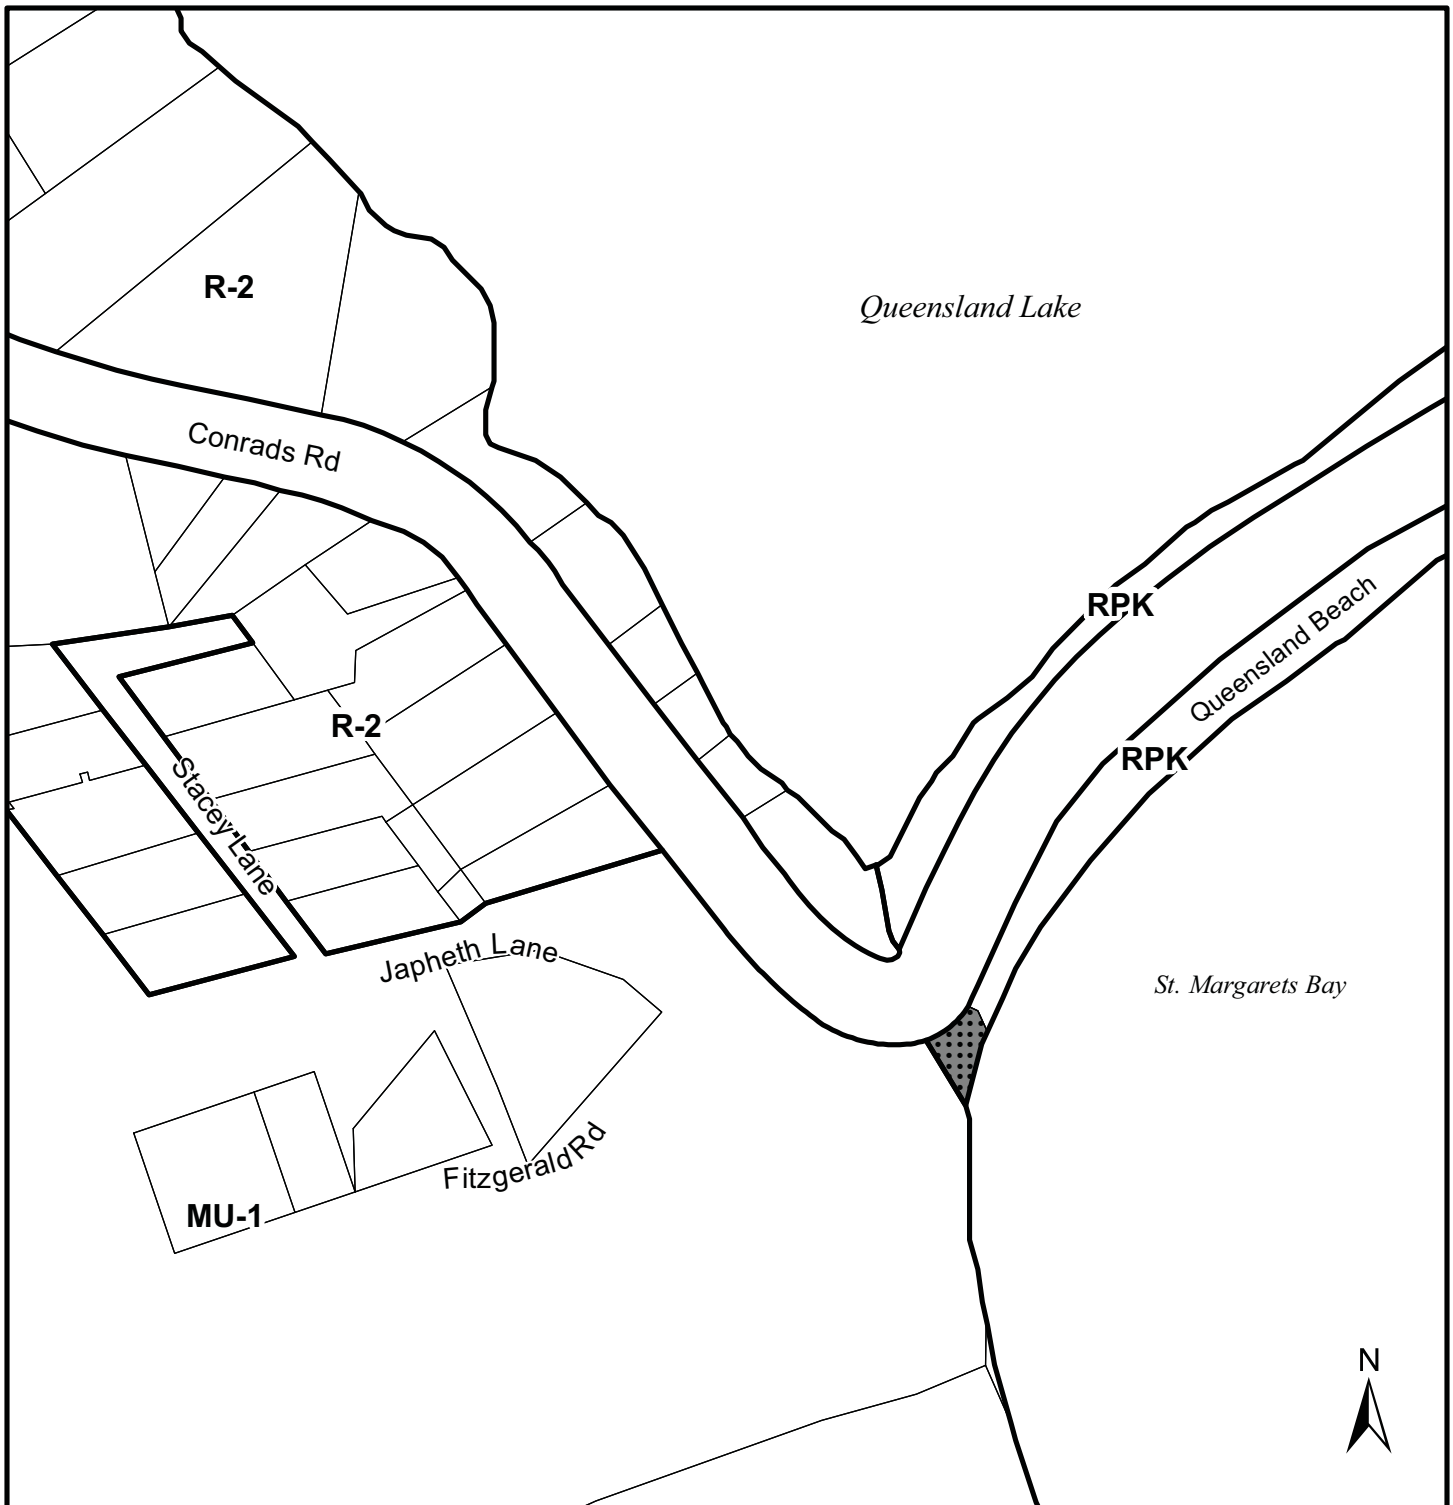 R-2
Queensland Lake
Conrads Rd
RPK
Queensland Beach
R-2
RPK
Stacey Lane
Japheth Lane
St. Margarets Bay
Fitzgerald Rd
MU-1
N